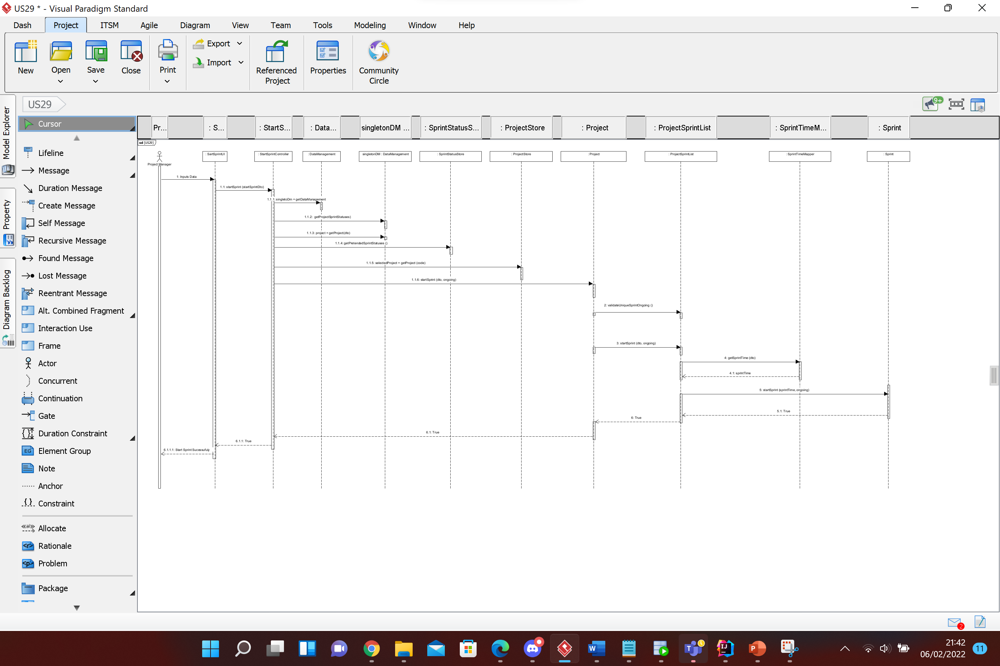 US29 * - Visual Paradigm Standard
Dash Project ITSM Agile Diagram View Team Tools Modeling Window Help
New Open Save Close Print Export Import Referenced Project Properties Community Circle
US29
9+
Model Explorer
Property
Diagram Backlog
Cursor
Lifeline
Message
Duration Message
Create Message
Self Message
Recursive Message
Found Message
Lost Message
Reentrant Message
Alt. Combined Fragment
Interaction Use
Frame
Actor
Concurrent
Continuation
Gate
Duration Constraint
EG Element Group
Note
Anchor
Constraint
Allocate
Rationale
Problem
Package
Pr... : S... : StartS... : Data... singletonDM ... : SprintStatusS... : ProjectStore : Project : ProjectSprintList : SprintTimeM... : Sprint
sd [US29]
Project Manager
: SartSprintUI : StartSprintController : DataManagement singletonDM : DataManagement : SprintStatusStore : ProjectStore : Project : ProjectSprintList : SprintTimeMapper : Sprint
1: Inputs Data
1.1: startSprint (startSprintDto)
1.1.1: singletoDm = getDataManagement
1.1.2: getProjectSprintStatuses)
1.1.3: project = getProject(dto)
1.1.4: getPretendedSprintStatuses ()
1.1.5: selectedProject = getProject (code)
1.1.6: startSprint (dto, ongoing)
2: validateUniqueSprintOngoing ()
3: startSprint (dto, ongoing)
4: getSprintTime (dto)
4.1: sprintTime
5: startSprint (sprintTime, ongoing)
5.1: True
6: True
6.1: True
6.1.1: True
6.1.1.1: Start Sprint Sucessufuly
2
21:42
06/02/2022
11